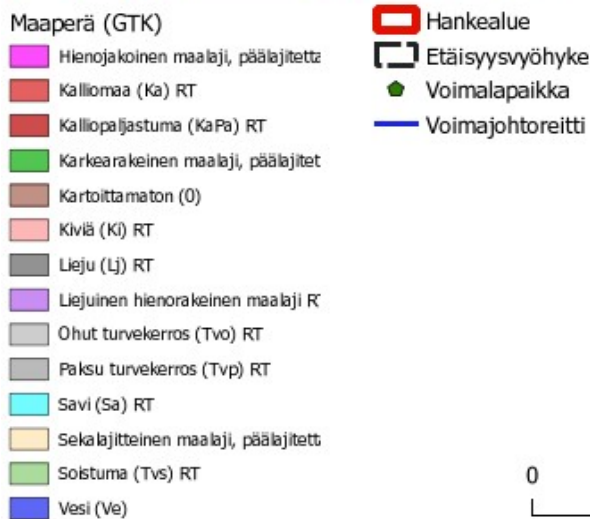 Maaperä (GTK)
Hienojakoinen maalaji, päälajitetta
Kalliomaa (Ka) RT
Kalliopaljastuma (KaPa) RT
Karkearakeinen maalaji, päälajitet
Kartoittamaton (0)
Kiviä (Ki) RT
Lieju (Lj) RT
Liejuinen hienorakeinen maalaji RT
Ohut turvekerros (Tvo) RT
Paksu turvekerros (Tvp) RT
Savi (Sa) RT
Sekalajitteinen maalaji, päälajitetta
Soistuma (Tvs) RT
Vesi (Ve)
Hankealue
Etäisyysvyöhyke
Voimalapaikka
Voimajohtoreitti
0